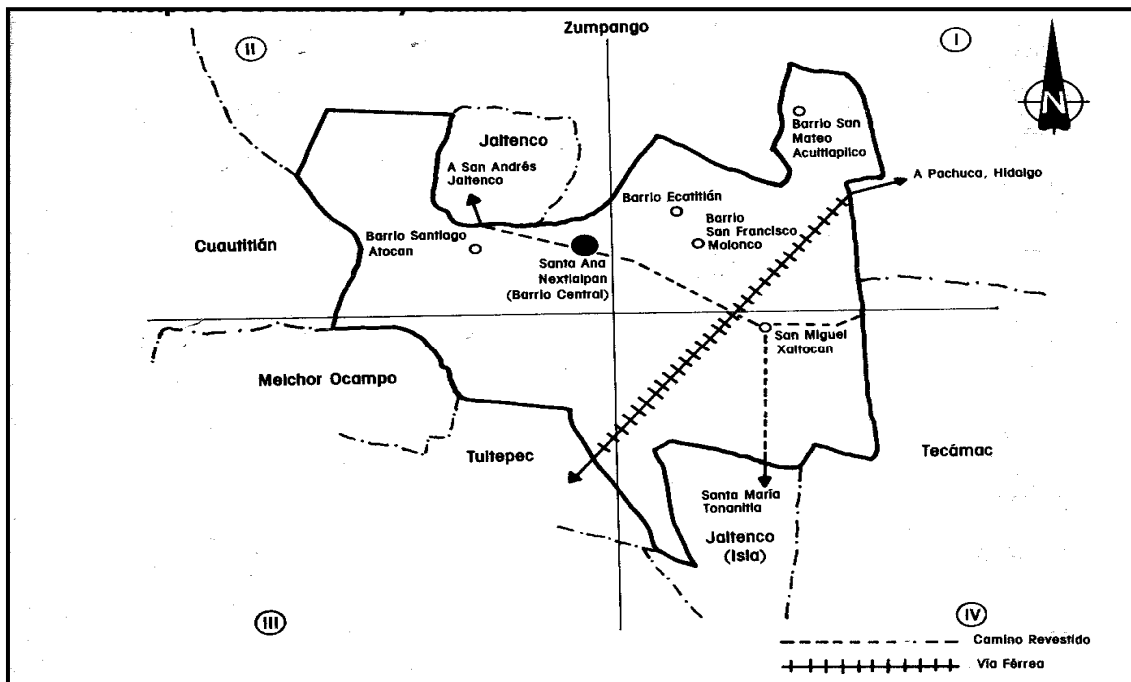 Zumpango
II
I
N
Jaltenco
A San Andrés
Jaltenco
Barrio San
Mateo
Acuitlapilco
A Pachuca, Hidalgo
Barrio Ecatitlán
Barrio
San Francisco
Molonco
Cuautitlán
Barrio Santiago
Atocan
Santa Ana
Nextlalpan
(Barrio Central)
San Miguel
Xaltocan
Melchor Ocampo
Tultepec
Tecámac
Santa María
Tonanitla
Jaltenco
(Isla)
III
IV
Camino Revestido
Vía Férrea